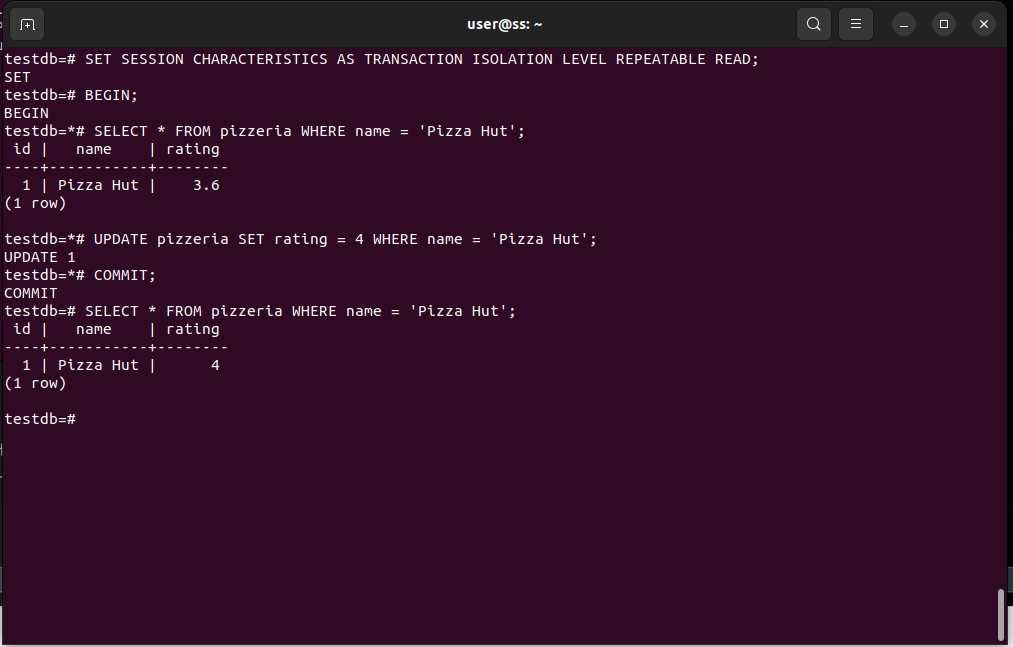 user@ss: ~
testdb=# SET SESSION CHARACTERISTICS AS TRANSACTION ISOLATION LEVEL REPEATABLE READ;
SET
testdb=# BEGIN;
BEGIN
testdb=*# SELECT * FROM pizzeria WHERE name = 'Pizza Hut';
 id |   name    | rating
----+-----------+--------
  1 | Pizza Hut |    3.6
(1 row)
testdb=*# UPDATE pizzeria SET rating = 4 WHERE name = 'Pizza Hut';
UPDATE 1
testdb=*# COMMIT;
COMMIT
testdb=# SELECT * FROM pizzeria WHERE name = 'Pizza Hut';
 id |   name    | rating
----+-----------+--------
  1 | Pizza Hut |      4
(1 row)
testdb=#